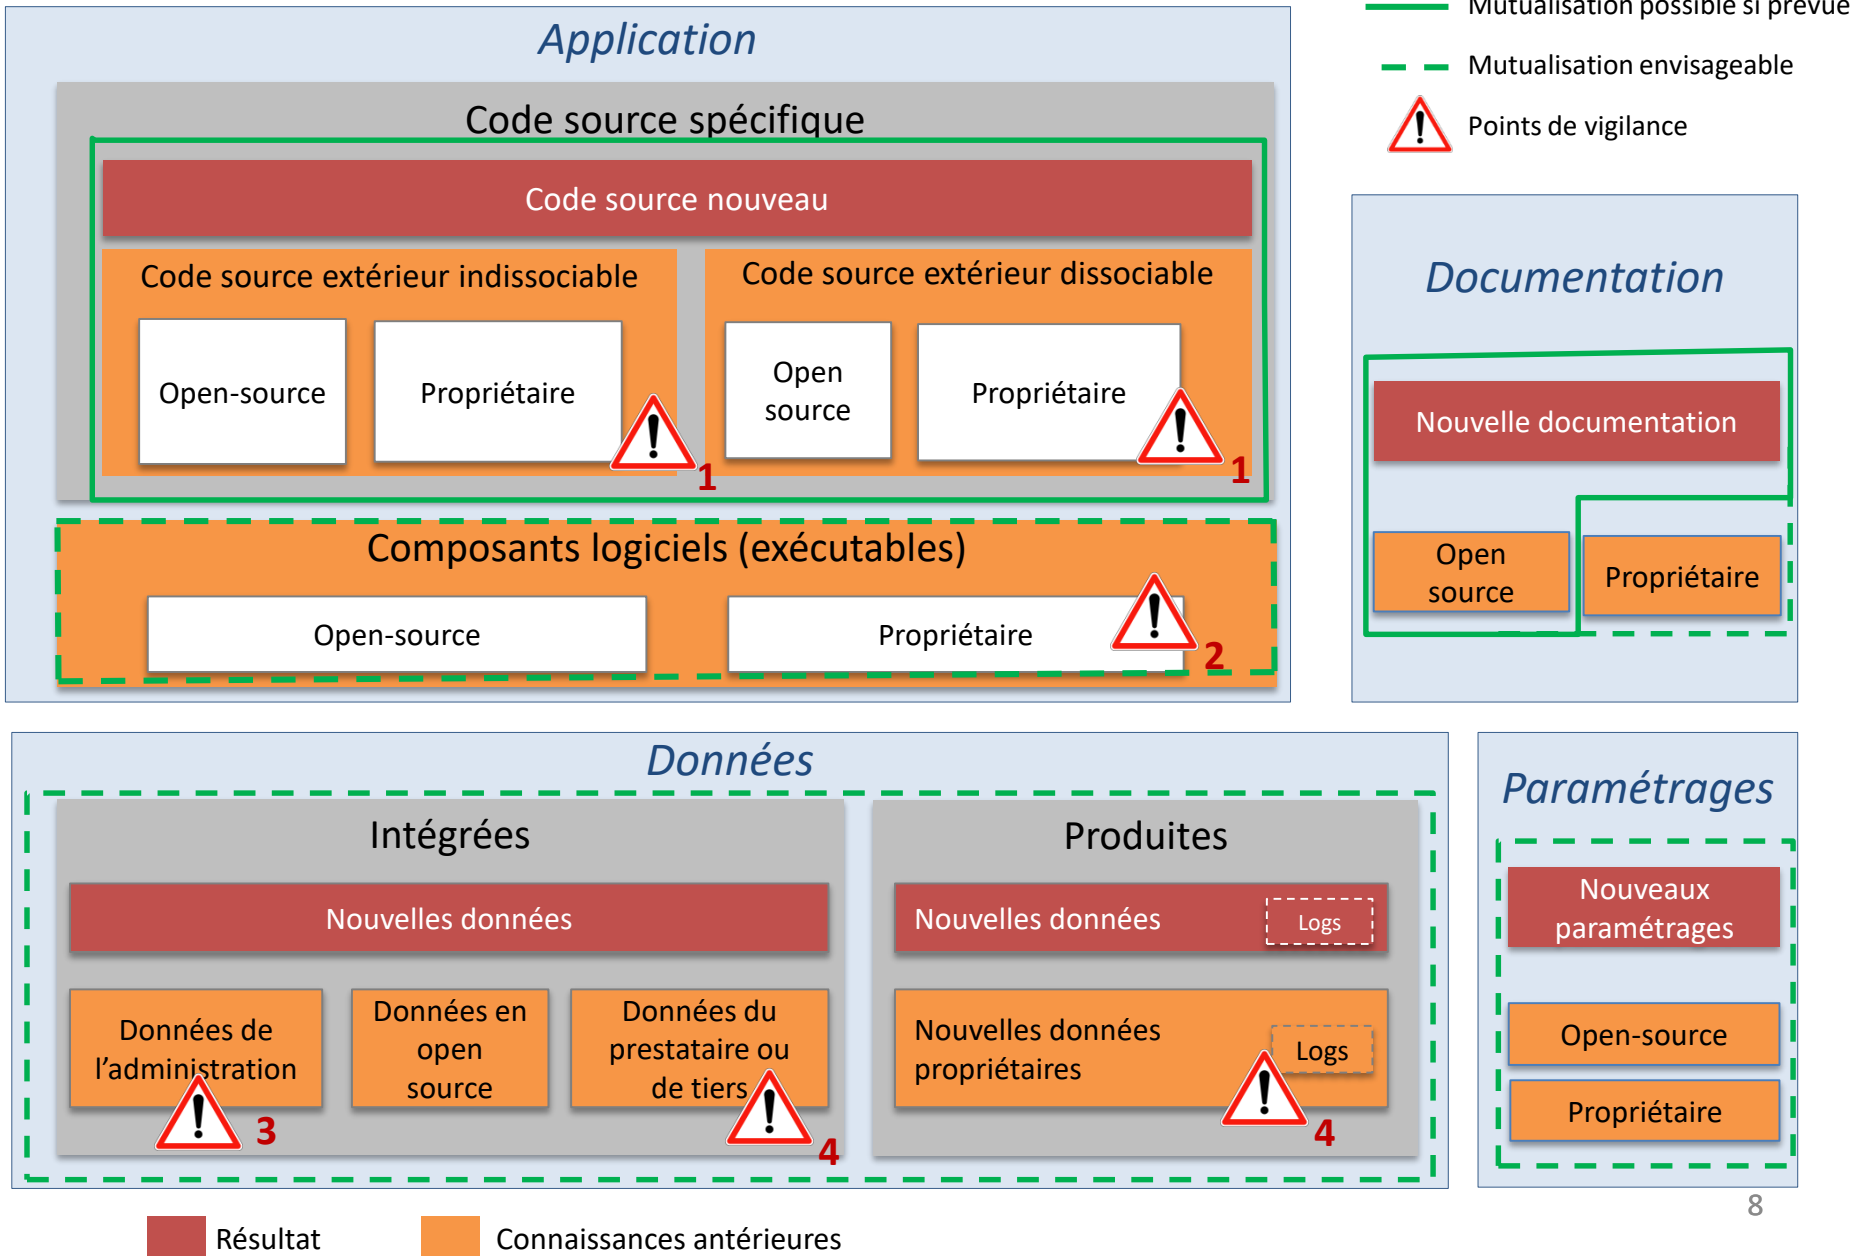 Mutualisation possible si prévue
Mutualisation envisageable
Points de vigilance
Application
Code source spécifique
Code source nouveau
Code source extérieur indissociable
Open-source
Propriétaire
1
Code source extérieur dissociable
Open
source
Propriétaire
1
Composants logiciels (exécutables)
Open-source
Propriétaire
2
Documentation
Nouvelle documentation
Open
source
Propriétaire
Données
Intégrées
Nouvelles données
Données de
l'administration
3
Données en
open
source
Données du
prestataire ou
de tiers
4
Produites
Nouvelles données
Logs
Nouvelles données
propriétaires
Logs
4
Paramétrages
Nouveaux
paramétrages
Open-source
Propriétaire
8
Résultat
Connaissances antérieures